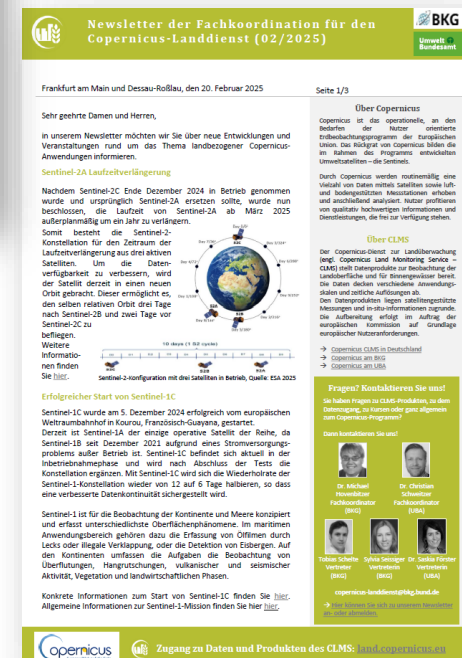 Newsletter der Fachkoordination für den
Copernicus-Landdienst (02/2025)
BKG
Umwelt
Bundesamt
Frankfurt am Main und Dessau-Roßlau, den 20. Februar 2025
Seite 1/3
Sehr geehrte Damen und Herren,
in unserem Newsletter möchten wir Sie über neue Entwicklungen und
Veranstaltungen rund um das Thema landbezogener Copernicus-
Anwendungen informieren.
Sentinel-2A Laufzeitverlängerung
Nachdem Sentinel-2C Ende Dezember 2024 in Betrieb genommen
wurde und ursprünglich Sentinel-2A ersetzen sollte, wurde nun
beschlossen, die Laufzeit von Sentinel-2A ab März 2025
außerplanmäßig um ein Jahr zu verlängern.
Somit besteht die Sentinel-2-
Konstellation für den Zeitraum der
Laufzeitverlängerung aus drei aktiven
Satelliten. Um die Daten-
verfügbarkeit zu verbessern, wird
der Satellit derzeit in einen neuen
Orbit gebracht. Dieser ermöglicht es,
den selben relativen Orbit drei Tage
nach Sentinel-2B und zwei Tage vor
Sentinel-2C zu
befliegen.
Weitere
Informatio-
nen finden
Sie hier.
10 days (1 S2 cycle)
Sentinel-2-Konfiguration mit drei Satelliten in Betrieb, Quelle: ESA 2025
Erfolgreicher Start von Sentinel-1C
Sentinel-1C wurde am 5. Dezember 2024 erfolgreich vom europäischen
Weltraumbahnhof in Kourou, Französisch-Guayana, gestartet.
Derzeit ist Sentinel-1A der einzige operative Satellit der Reihe, da
Sentinel-1B seit Dezember 2021 aufgrund eines Stromversorgungs-
problems außer Betrieb ist. Sentinel-1C befindet sich aktuell in der
Inbetriebnahmephase und wird nach Abschluss der Tests die
Konstellation ergänzen. Mit Sentinel-1C wird sich die Wiederholrate der
Sentinel-1-Konstellation wieder von 12 auf 6 Tage halbieren, so dass
eine verbesserte Datenkontinuität sichergestellt wird.
Sentinel-1 ist für die Beobachtung der Kontinente und Meere konzipiert
und erfasst unterschiedlichste Oberflächenphänomene. Im maritimen
Anwendungsbereich gehören dazu die Erfassung von Ölfilmen durch
Lecks oder illegale Verklappung, oder die Detektion von Eisbergen. Auf
den Kontinenten umfassen die Aufgaben die Beobachtung von
Überflutungen, Hangrutschungen, vulkanischer und seismischer
Aktivität, Vegetation und landwirtschaftlichen Phasen.
Konkrete Informationen zum Start von Sentinel-1C finden Sie hier.
Allgemeine Informationen zur Sentinel-1-Mission finden Sie hier hier.
Über Copernicus
Copernicus ist das operationelle, an den
Bedarfen der Nutzer orientierte
Erdbeobachtungsprogramm der Europäischen
Union. Das Rückgrat von Copernicus bilden die
im Rahmen des Programms entwickelten
Umweltsatelliten – die Sentinels.
Durch Copernicus werden routinemäßig eine
Vielzahl von Daten mittels Satelliten sowie luft-
und bodengestützten Messstationen erhoben
und anschließend analysiert. Nutzer profitieren
von qualitativ hochwertigen Informationen und
Dienstleistungen, die frei zur Verfügung stehen.
Über CLMS
Der Copernicus-Dienst zur Landüberwachung
(engl. Copernicus Land Monitoring Service –
CLMS) stellt Datenprodukte zur Beobachtung der
Landoberfläche und für Binnengewässer bereit.
Die Daten decken verschiedene Anwendungs-
skalen und zeitliche Auflösungen ab.
Den Datenprodukten liegen satellitengestützte
Messungen und in-situ-Informationen zugrunde.
Die Aufbereitung erfolgt im Auftrag der
europäischen Kommission auf Grundlage
europäischer Nutzeranforderungen.
→ Copernicus CLMS in Deutschland
→ Copernicus am BKG
→ Copernicus am UBA
Fragen? Kontaktieren Sie uns!
Sie haben Fragen zu CLMS-Produkten, zu dem
Datenzugang, zu Kursen oder ganz allgemein
zum Copernicus-Programm?
Dann kontaktieren Sie uns!
Dr. Michael
Hovenbitzer
Fachkoordinator
(BKG)
Dr. Christian
Schweitzer
Fachkoordinator
(UBA)
Tobias Schelte
Vertreter
(BKG)
Sylvia Seissiger
Vertreterin
(BKG)
Dr. Saskia Förster
Vertreterin
(UBA)
copernicus-landdienst@bkg.bund.de
→ Hier können Sie sich zu unserem Newsletter
an- oder abmelden.
opernicus
Zugang zu Daten und Produkten des CLMS: land.copernicus.eu